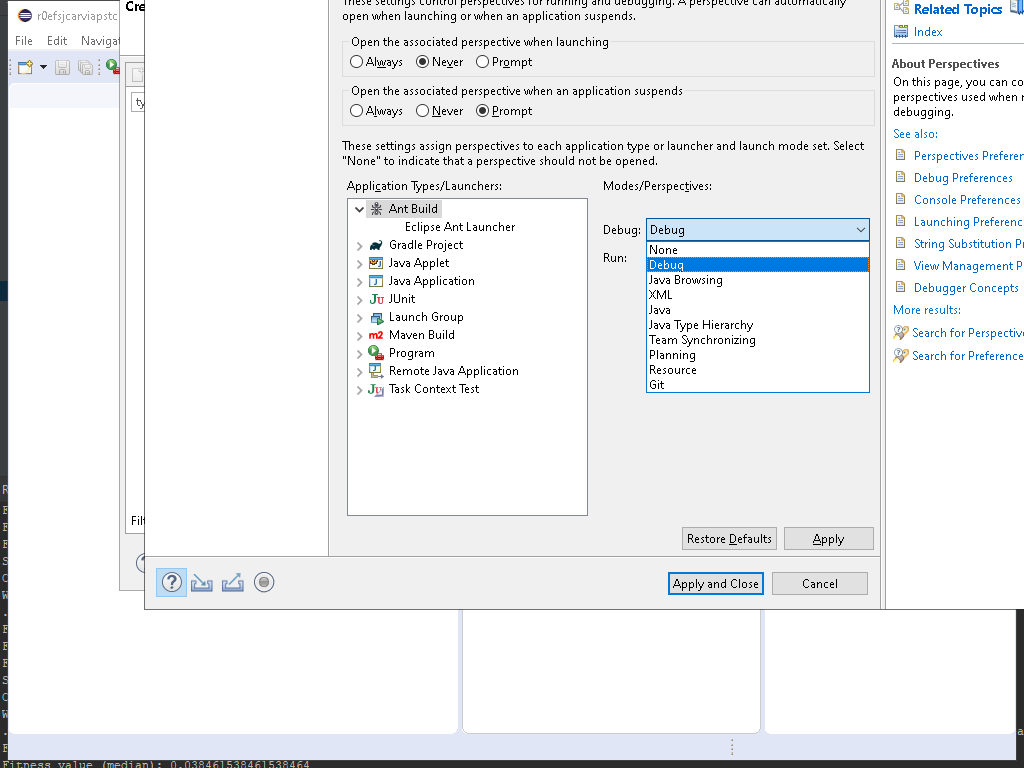 r0efsjcarviapstc
File Edit Navigat
Cre
ty
Filt
These settings control perspectives for running and debugging. A perspective can automatically
open when launching or when an application suspends.
Open the associated perspective when launching
Always Never Prompt
Open the associated perspective when an application suspends
Always Never Prompt
These settings assign perspectives to each application type or launcher and launch mode set. Select
"None" to indicate that a perspective should not be opened.
Application Types/Launchers:
Ant Build
Eclipse Ant Launcher
Gradle Project
Java Applet
Java Application
JUnit
Launch Group
Maven Build
Program
Remote Java Application
Task Context Test
Modes/Perspectives:
Debug: Debug
Run:
None
Debug
Java Browsing
XML
Java
Java Type Hierarchy
Team Synchronizing
Planning
Resource
Git
Restore Defaults Apply
Apply and Close Cancel
Related Topics
Index
About Perspectives
On this page, you can co
perspectives used when r
debugging.
See also:
Perspectives Preferen
Debug Preferences
Console Preferences
Launching Preferenc
String Substitution Pr
View Management P
Debugger Concepts
More results:
Search for Perspective
Search for Preference
Fitness value (median): 0.038461538461538464